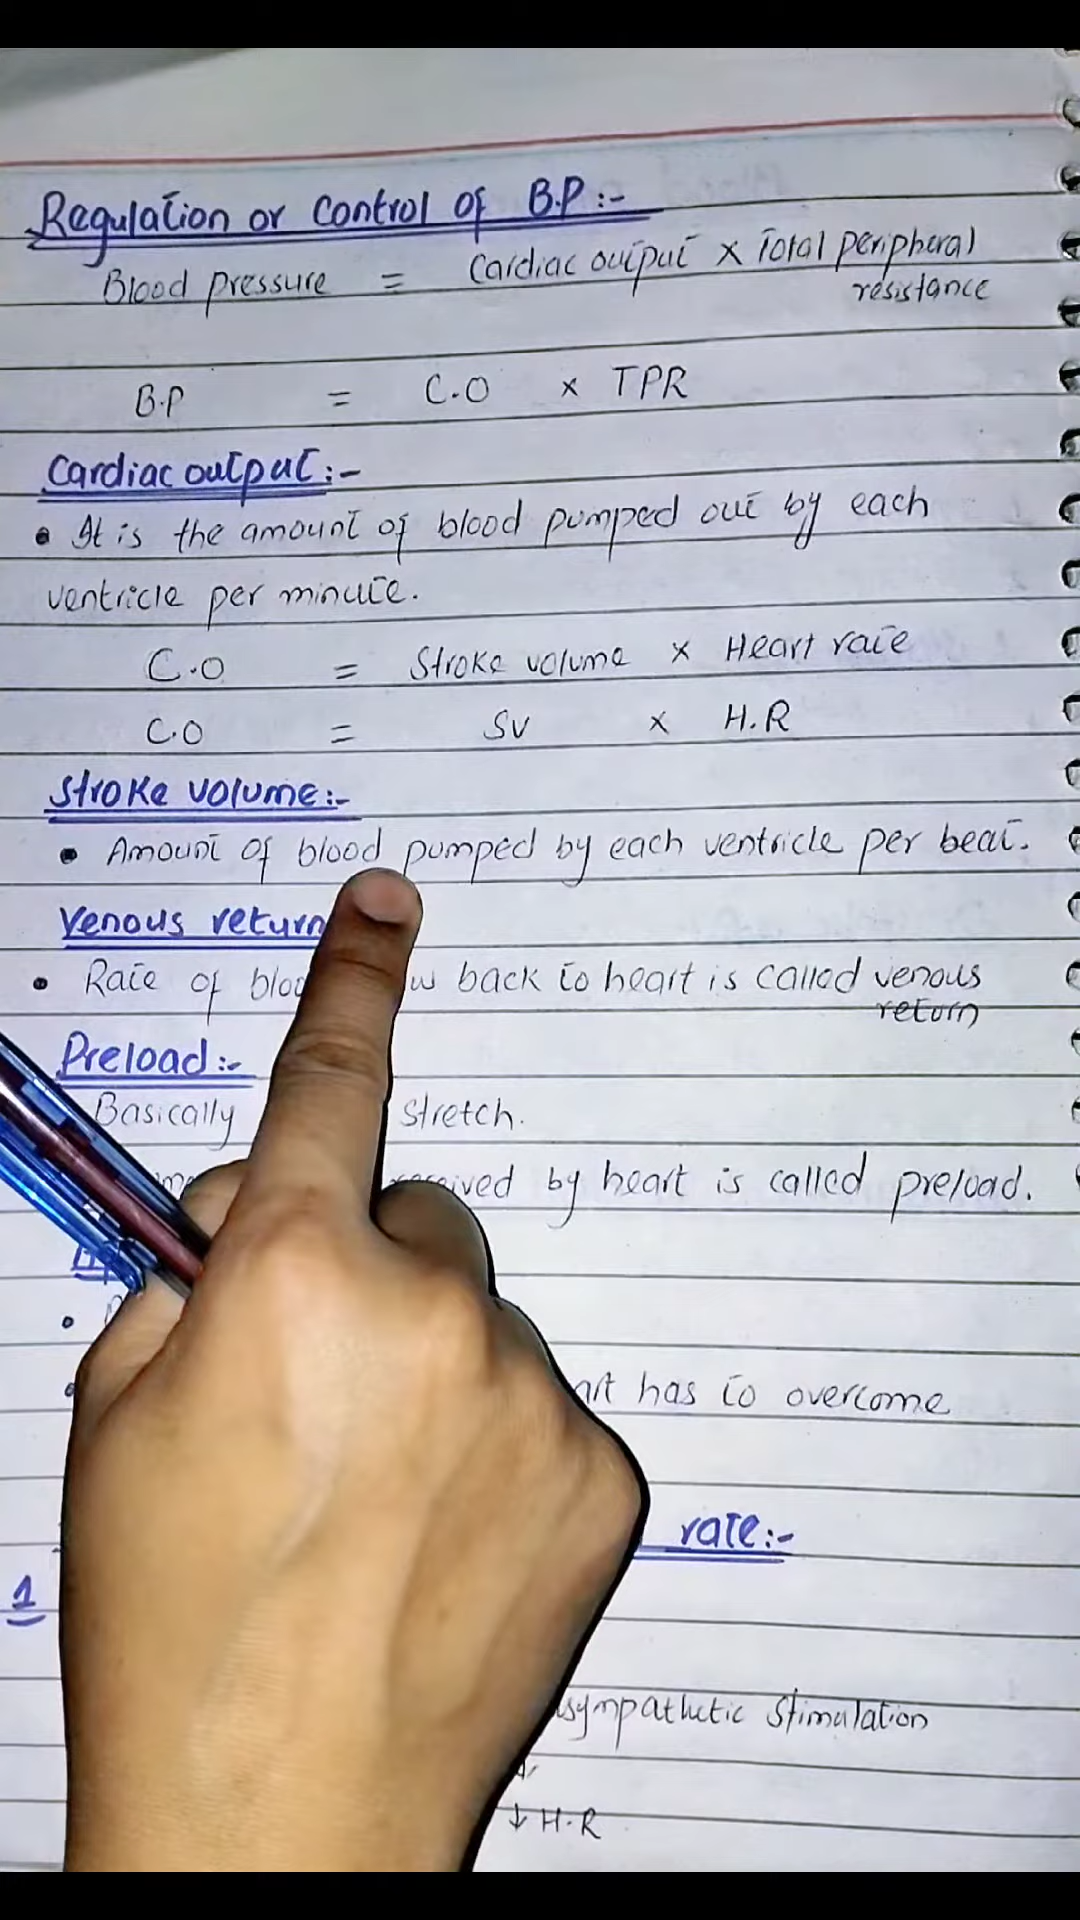 Regulation or Control of B.P:-
Blood Pressure = Cardiac output × Total peripheral
resistance
B.P = C.O × TPR
Cardiac output:-
• It is the amount of blood pumped out by each
ventricle per minute.
C.O = Stroke volume × Heart rate
C.O = SV × H.R
Stroke volume:-
• Amount of blood pumped by each ventricle per beat.
Venous return
• Rate of back to heart is called venous
return
Preload:-
Basically stretch.
by heart is called preload.
has to overcome
rate:-
1
stimulation
↓ H.R